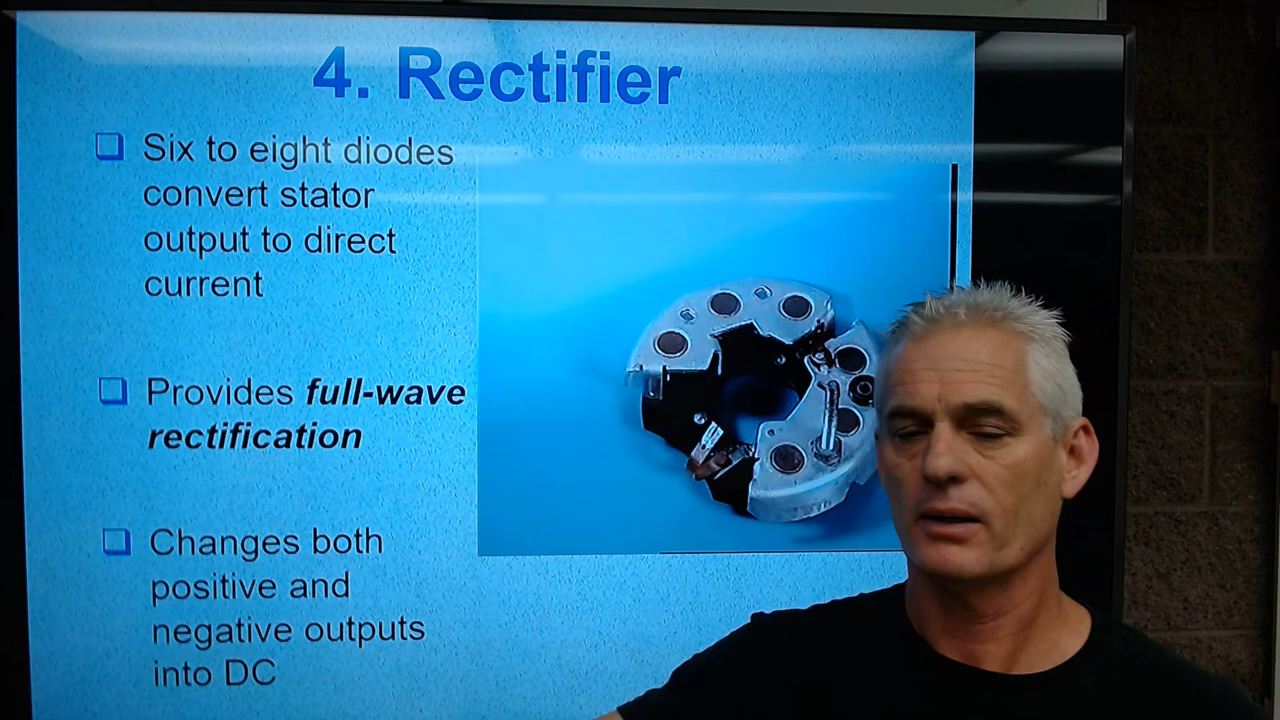 4. Rectifier
Six to eight diodes
convert stator
output to direct
current
Provides full-wave
rectification
Changes both
positive and
negative outputs
into DC